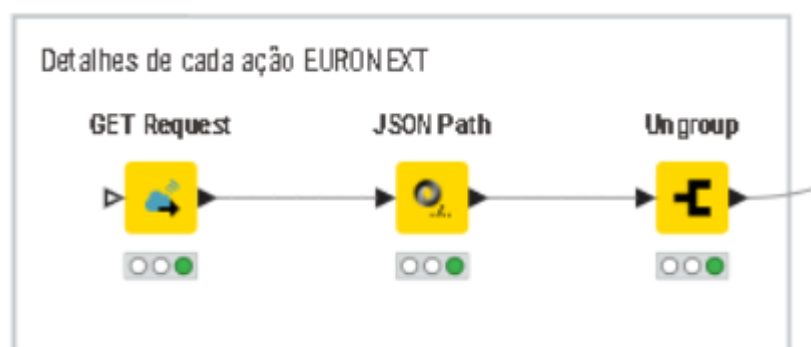 Detalhes de cada ação EURONEXT
GET Request
JSON Path
Ungroup